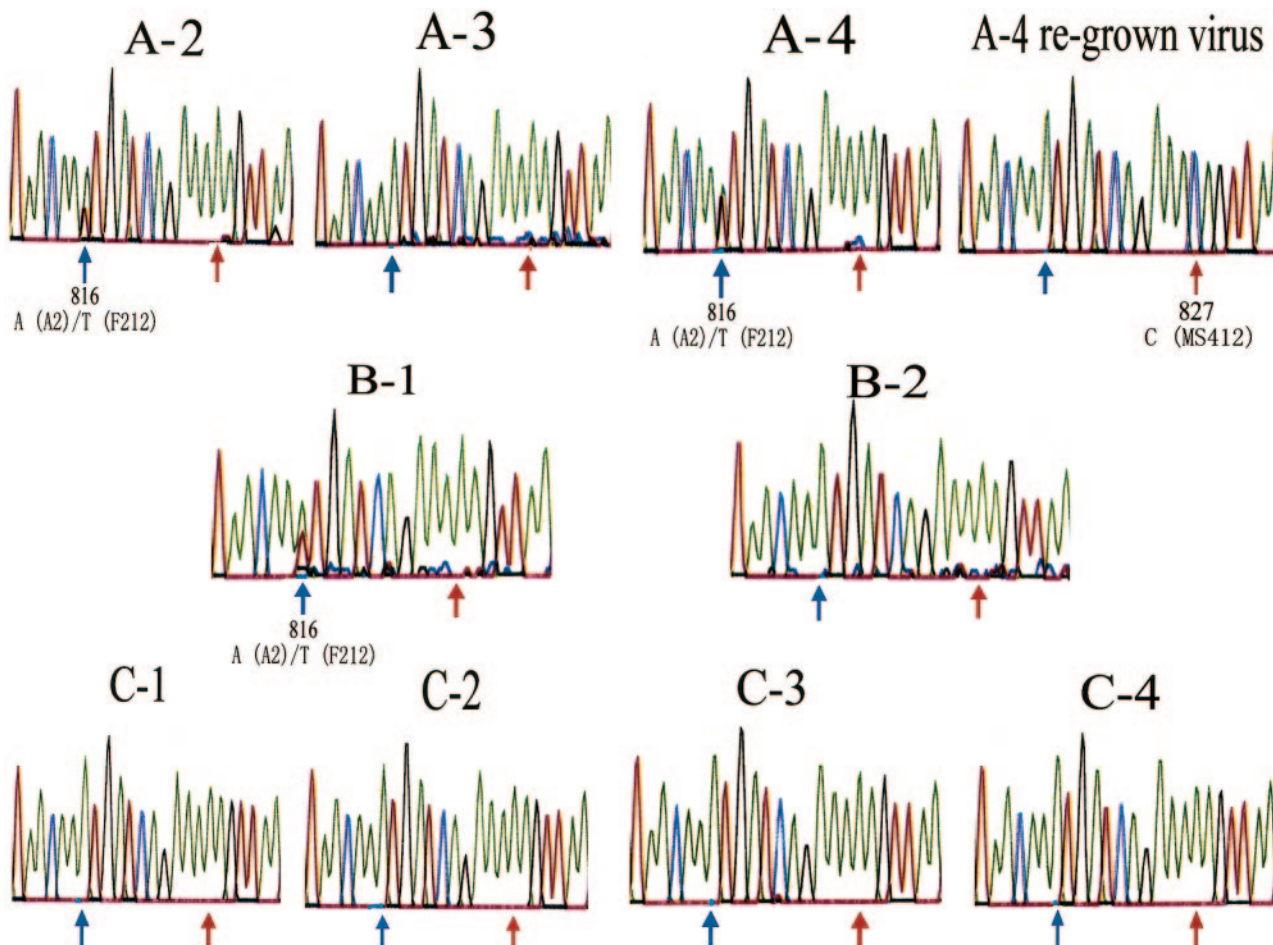 A-2
A-3
A-4
A-4 re-grown virus
816
A (A2)/T (F212)
816
A (A2)/T (F212)
827
C (MS412)
B-1
B-2
816
A (A2)/T (F212)
C-1
C-2
C-3
C-4